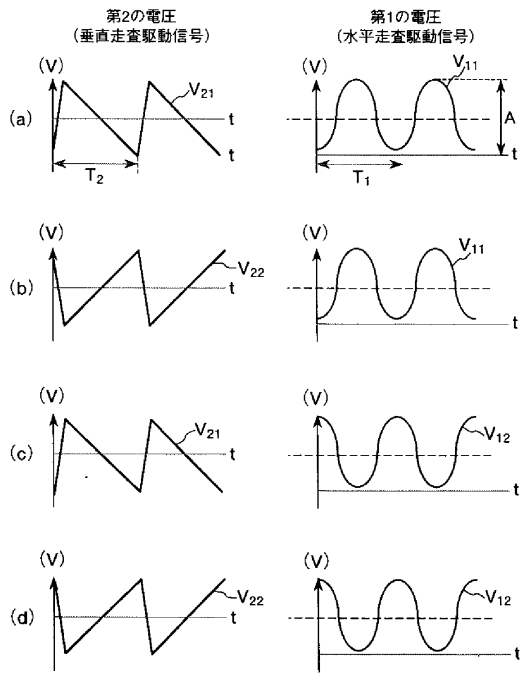 第2の電圧
(垂直走査駆動信号)
第1の電圧
(水平走査駆動信号)
(a)
(V)
V21
t
t
T2
(V)
V11
A
t
T1
(b)
(V)
V22
t
(V)
V11
t
(c)
(V)
V21
t
(V)
V12
t
(d)
(V)
V22
t
(V)
V12
t